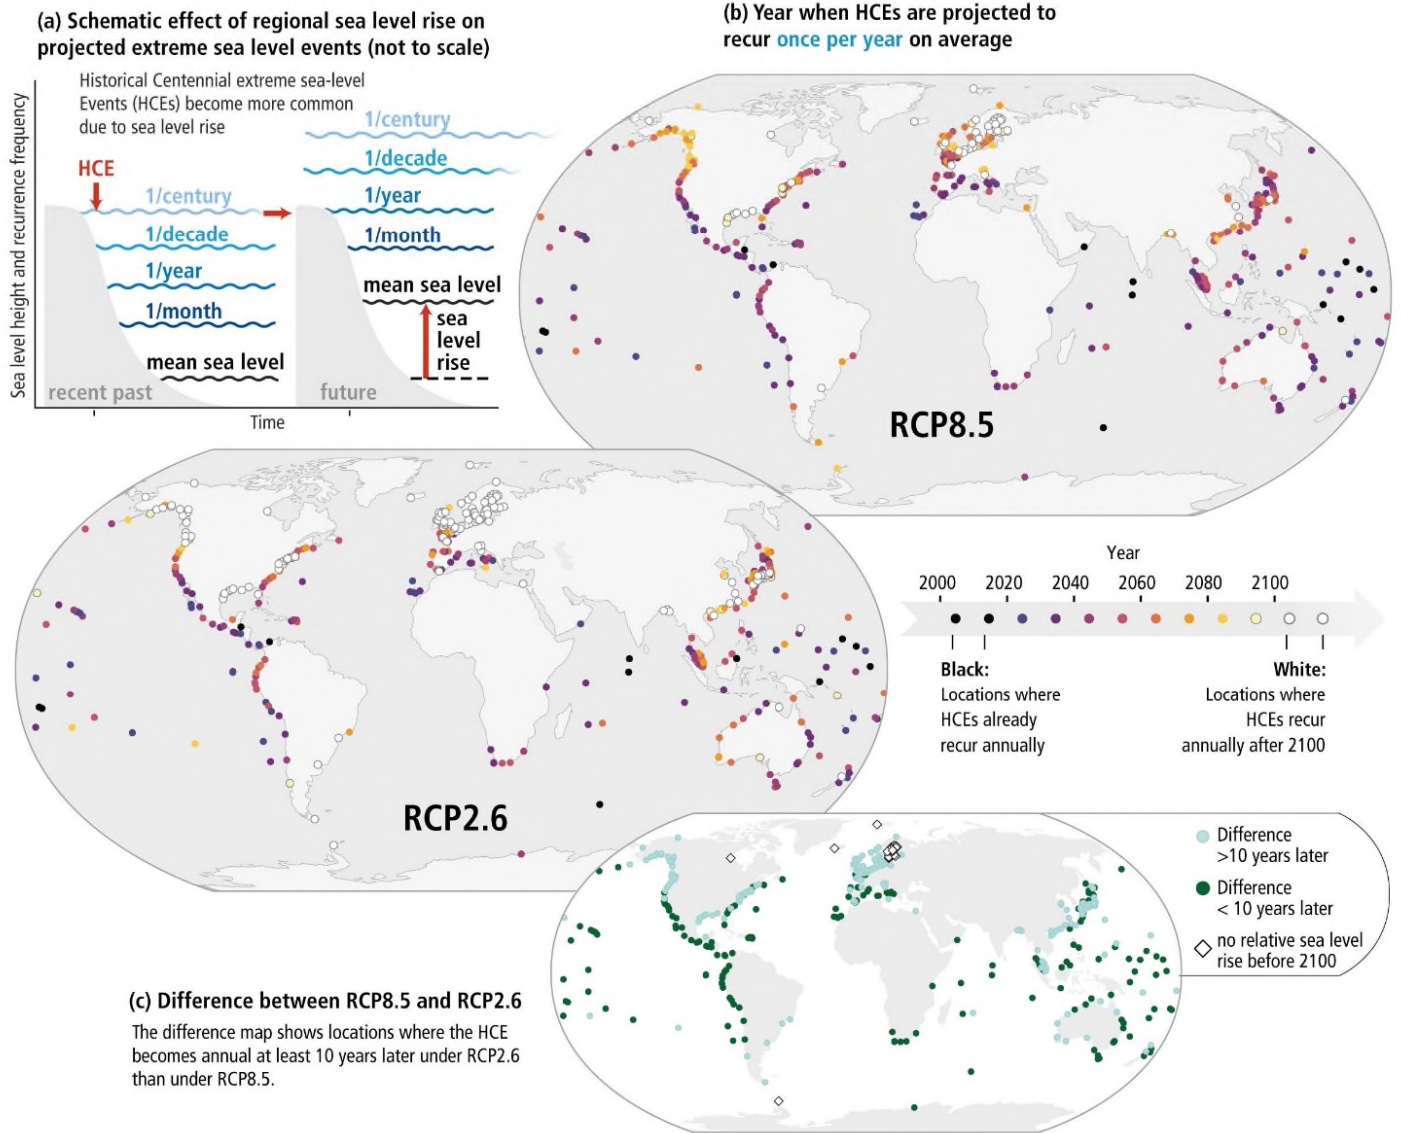 (a) Schematic effect of regional sea level rise on
projected extreme sea level events (not to scale)
Sea level height and recurrence frequency
Historical Centennial extreme sea-level
Events (HCEs) become more common
due to sea level rise
HCE
1/century
1/decade
1/year
1/month
mean sea level
recent past
1/century
1/decade
1/year
1/month
mean sea level
sea
level
rise
future
Time
(b) Year when HCEs are projected to
recur once per year on average
RCP8.5
RCP2.6
Year
2000 2020 2040 2060 2080 2100
Black:
Locations where
HCEs already
recur annually
White:
Locations where
HCEs recur
annually after 2100
(c) Difference between RCP8.5 and RCP2.6
The difference map shows locations where the HCE
becomes annual at least 10 years later under RCP2.6
than under RCP8.5.
Difference
>10 years later
Difference
< 10 years later
no relative sea level
rise before 2100